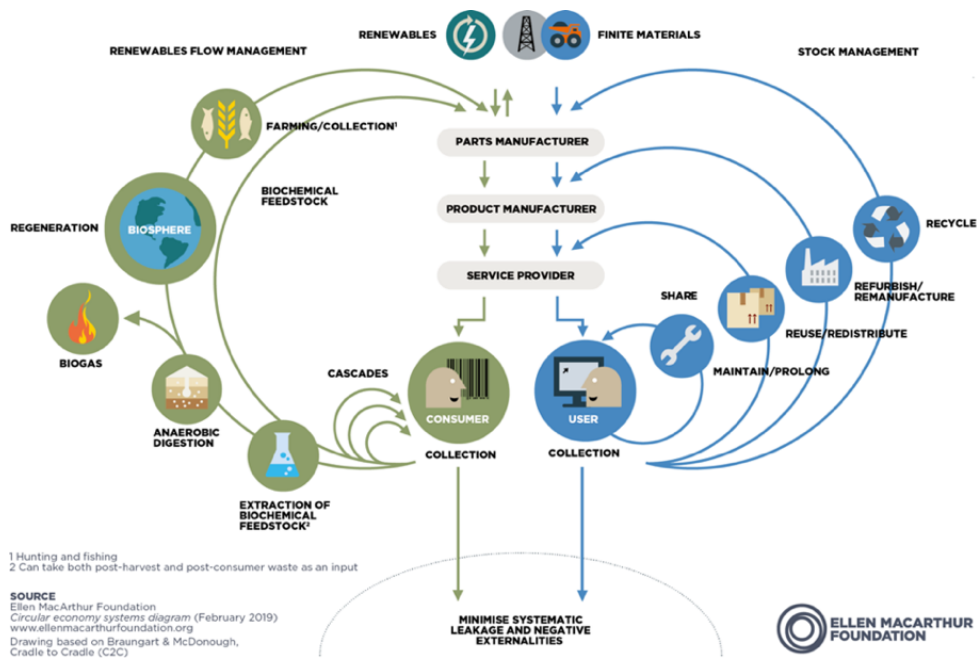 RENEWABLES
FINITE MATERIALS
RENEWABLES FLOW MANAGEMENT
STOCK MANAGEMENT
FARMING/COLLECTION¹
PARTS MANUFACTURER
BIOCHEMICAL
FEEDSTOCK
PRODUCT MANUFACTURER
REGENERATION
BIOSPHERE
RECYCLE
SERVICE PROVIDER
SHARE
REFURBISH/
REMANUFACTURE
REUSE/REDISTRIBUTE
BIOGAS
CASCADES
MAINTAIN/PROLONG
CONSUMER
USER
ANAEROBIC
DIGESTION
COLLECTION
COLLECTION
EXTRACTION OF
BIOCHEMICAL
FEEDSTOCK²
1 Hunting and fishing
2 Can take both post-harvest and post-consumer waste as an input
SOURCE
Ellen MacArthur Foundation
Circular economy systems diagram (February 2019)
www.ellenmacarthurfoundation.org
Drawing based on Braungart & McDonough,
Cradle to Cradle (C2C)
MINIMISE SYSTEMATIC
LEAKAGE AND NEGATIVE
EXTERNALITIES
ELLEN MACARTHUR
FOUNDATION